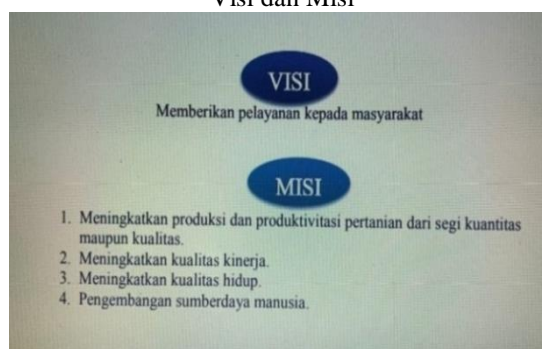 Visi dan Misi
VISI
Memberikan pelayanan kepada masyarakat
MISI
1. Meningkatkan produksi dan produktivitas pertanian dari segi kuantitas
maupun kualitas.
2. Meningkatkan kualitas kinerja.
3. Meningkatkan kualitas hidup.
4. Pengembangan sumberdaya manusia.